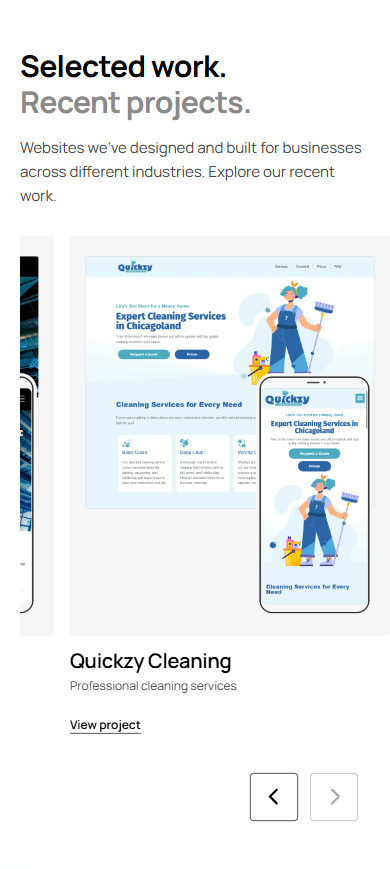 Selected work.
Recent projects.
Websites we've designed and built for businesses
across different industries. Explore our recent
work.
Quickzy
Services Checklist Prices FAQ
Life's Too Short for a Messy Home
Expert Cleaning Services
in Chicagoland
Request a Quote
Prices
Cleaning Services for Every Need
Basic Clean
Deep Clean
Quickzy
Life's Too Short for a Messy Home
Expert Cleaning Services
in Chicagoland
Request a Quote
Prices
Cleaning Services for Every
Need
Quickzy Cleaning
Professional cleaning services
View project